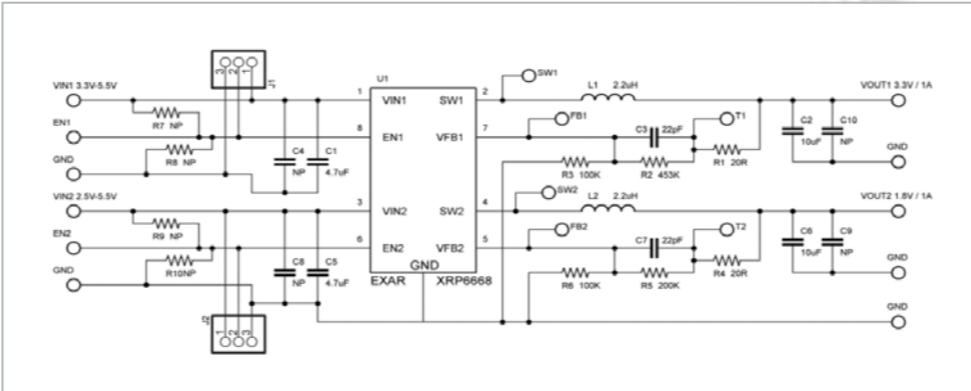 3 2 1
J1
U1
VIN1 3.3V-5.5V
EN1
GND
R7 NP
R8 NP
C4
NP
C1
4.7uF
1 VIN1 SW1 2
8 EN1 VFB1 7
3 VIN2 SW2 4
6 EN2 VFB2 5
GND
EXAR XRP6668
SW1
L1 2.2uH
VOUT1 3.3V / 1A
FB1
C3 22pF
T1
R3 100K
R2 453K
R1 20R
C2
10uF
C10
NP
GND
VIN2 2.5V-5.5V
EN2
GND
R9 NP
R10NP
C8
NP
C5
4.7uF
J2
1 2 3
SW2
L2 2.2uH
VOUT2 1.8V / 1A
FB2
C7 22pF
T2
R6 100K
R5 200K
R4 20R
C6
10uF
C9
NP
GND
GND